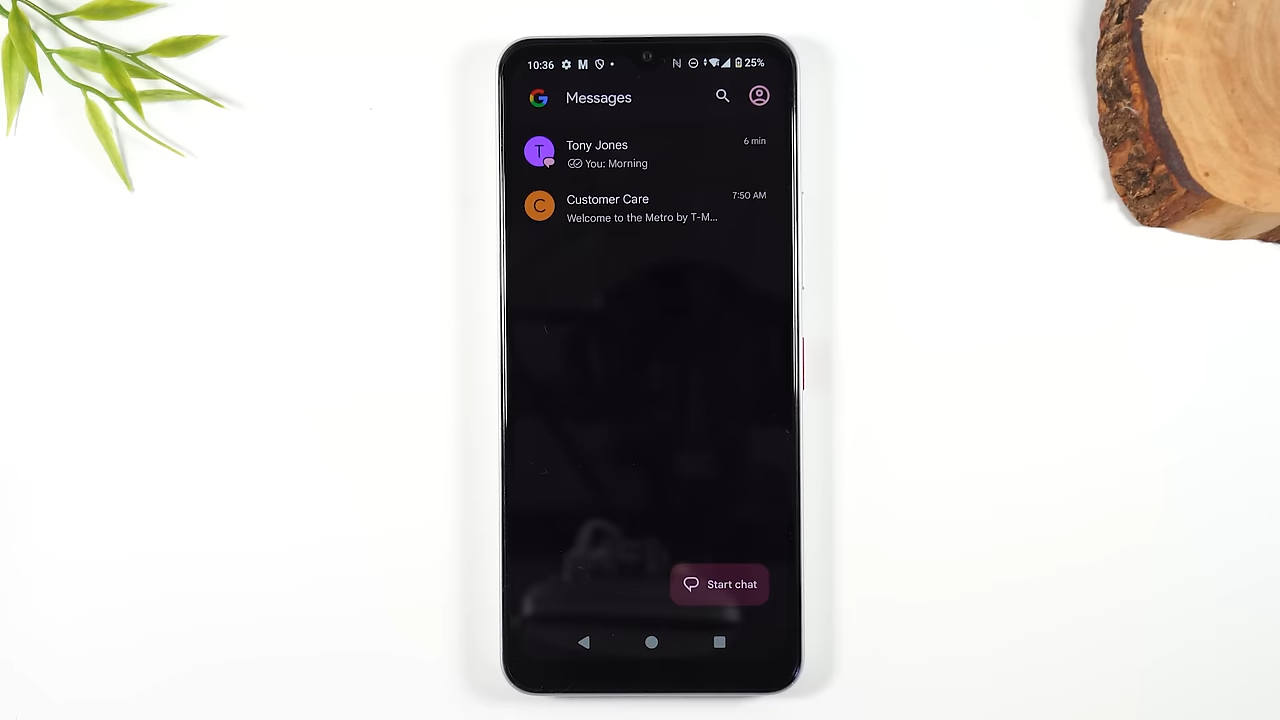 10:36 M 25%
G Messages
T Tony Jones 6 min
You: Morning
C Customer Care 7:50 AM
Welcome to the Metro by T-M...
Start chat